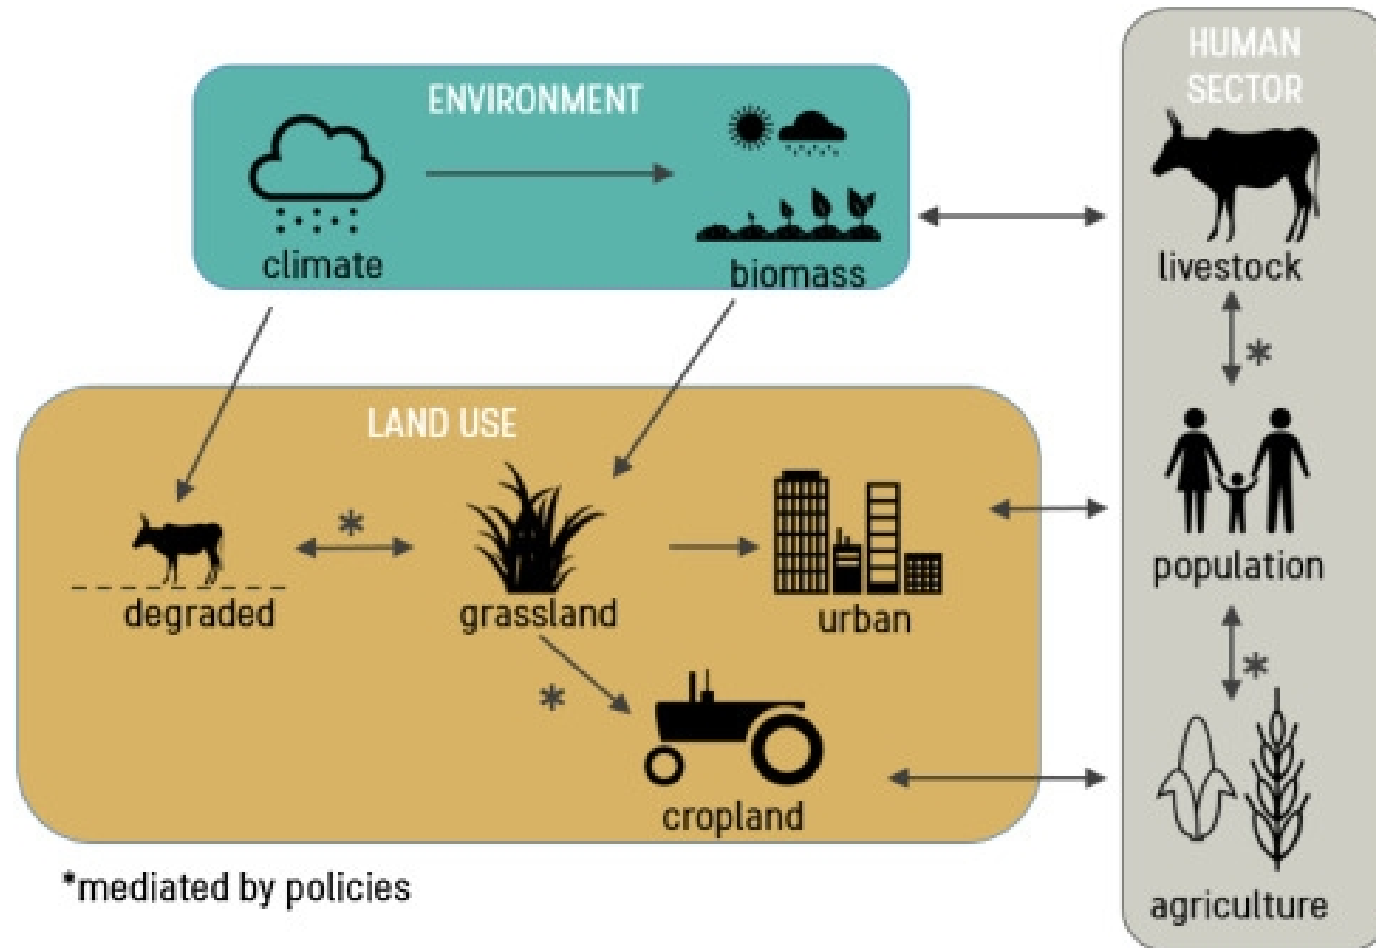 HUMAN
SECTOR
ENVIRONMENT
climate
biomass
livestock
*
LAND USE
*
degraded
grassland
urban
population
*
*
cropland
agriculture
*mediated by policies